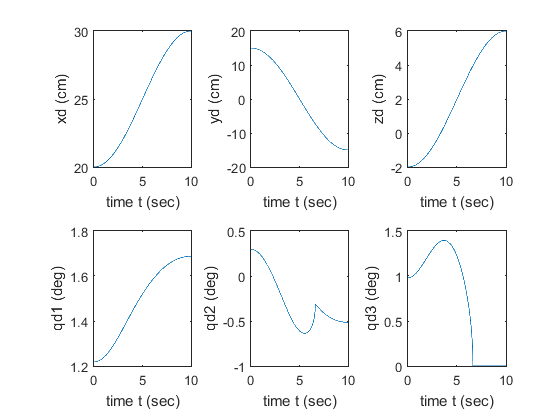 30
25
20
xd (cm)
0 5 10
time t (sec)
20
10
0
-10
-20
yd (cm)
0 5 10
time t (sec)
6
4
2
0
-2
zd (cm)
0 5 10
time t (sec)
1.8
1.6
1.4
1.2
qd1 (deg)
0 5 10
time t (sec)
0.5
0
-0.5
-1
qd2 (deg)
0 5 10
time t (sec)
1.5
1
0.5
0
qd3 (deg)
0 5 10
time t (sec)